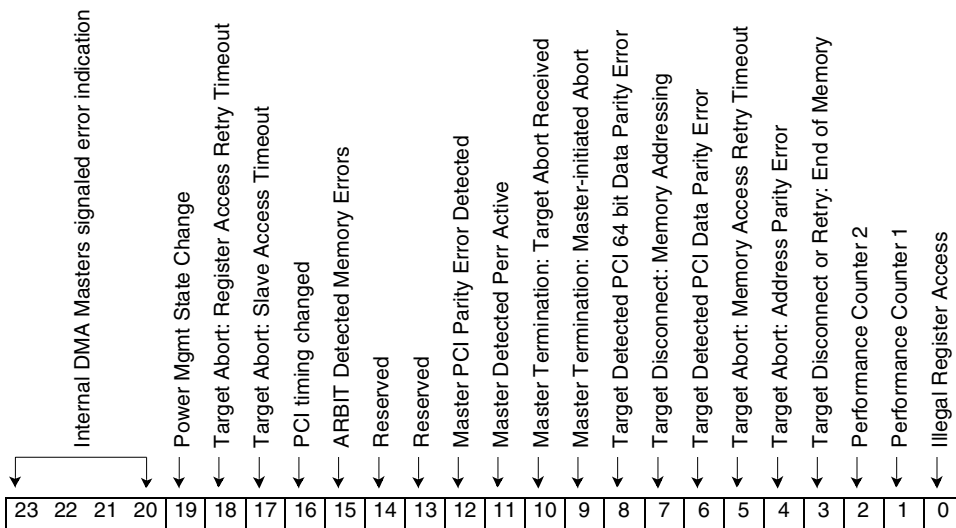 Internal DMA Masters signaled error indication
Power Mgmt State Change
Target Abort: Register Access Retry Timeout
Target Abort: Slave Access Timeout
PCI timing changed
ARBIT Detected Memory Errors
Reserved
Reserved
Master PCI Parity Error Detected
Master Detected Perr Active
Master Termination: Target Abort Received
Master Termination: Master-initiated Abort
Target Detected PCI 64 bit Data Parity Error
Target Disconnect: Memory Addressing
Target Detected PCI Data Parity Error
Target Abort: Memory Access Retry Timeout
Target Abort: Address Parity Error
Target Disconnect or Retry: End of Memory
Performance Counter 2
Performance Counter 1
Illegal Register Access
23 22 21 20 19 18 17 16 15 14 13 12 11 10 9 8 7 6 5 4 3 2 1 0